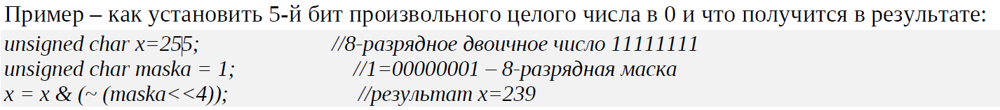 Пример – как установить 5-й бит произвольного целого числа в 0 и что получится в результате:
unsigned char x=255; //8-разрядное двоичное число 11111111
unsigned char maska = 1; //1=00000001 – 8-разрядная маска
x = x & (~ (maska<<4)); //результат x=239